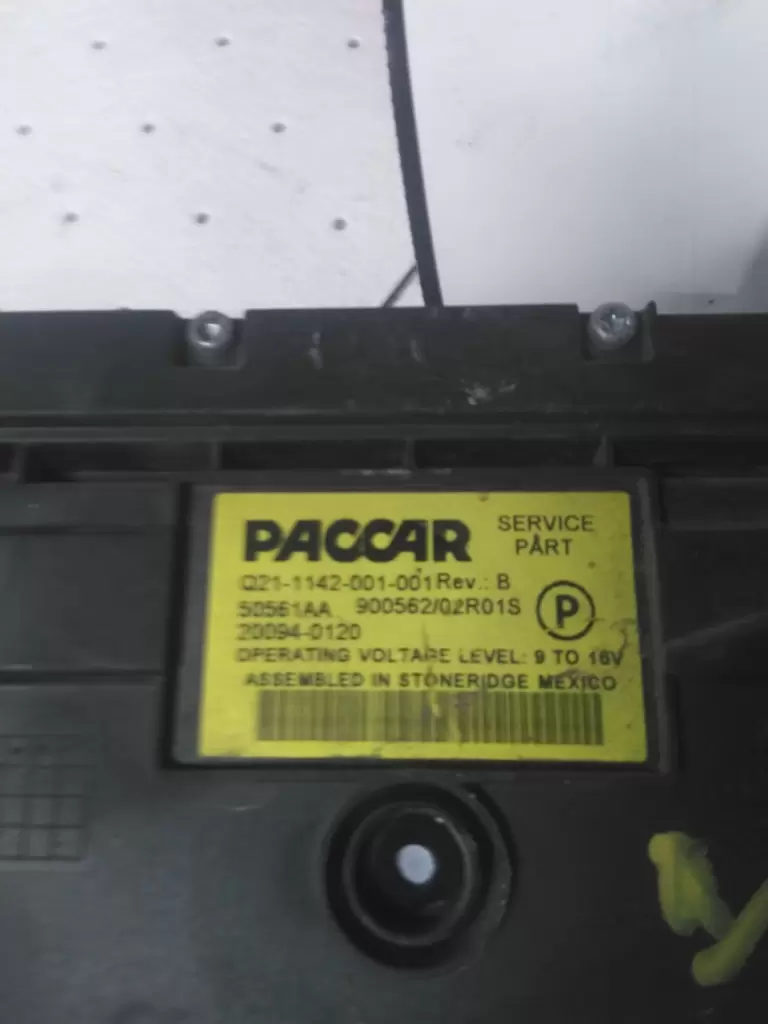 PACCAR
SERVICE
PART
Q21-1142-001-001 Rev.: B
50561AA 900562/02R01S
P
20094-0120
OPERATING VOLTAGE LEVEL: 9 TO 16V
ASSEMBLED IN STONERIDGE MEXICO